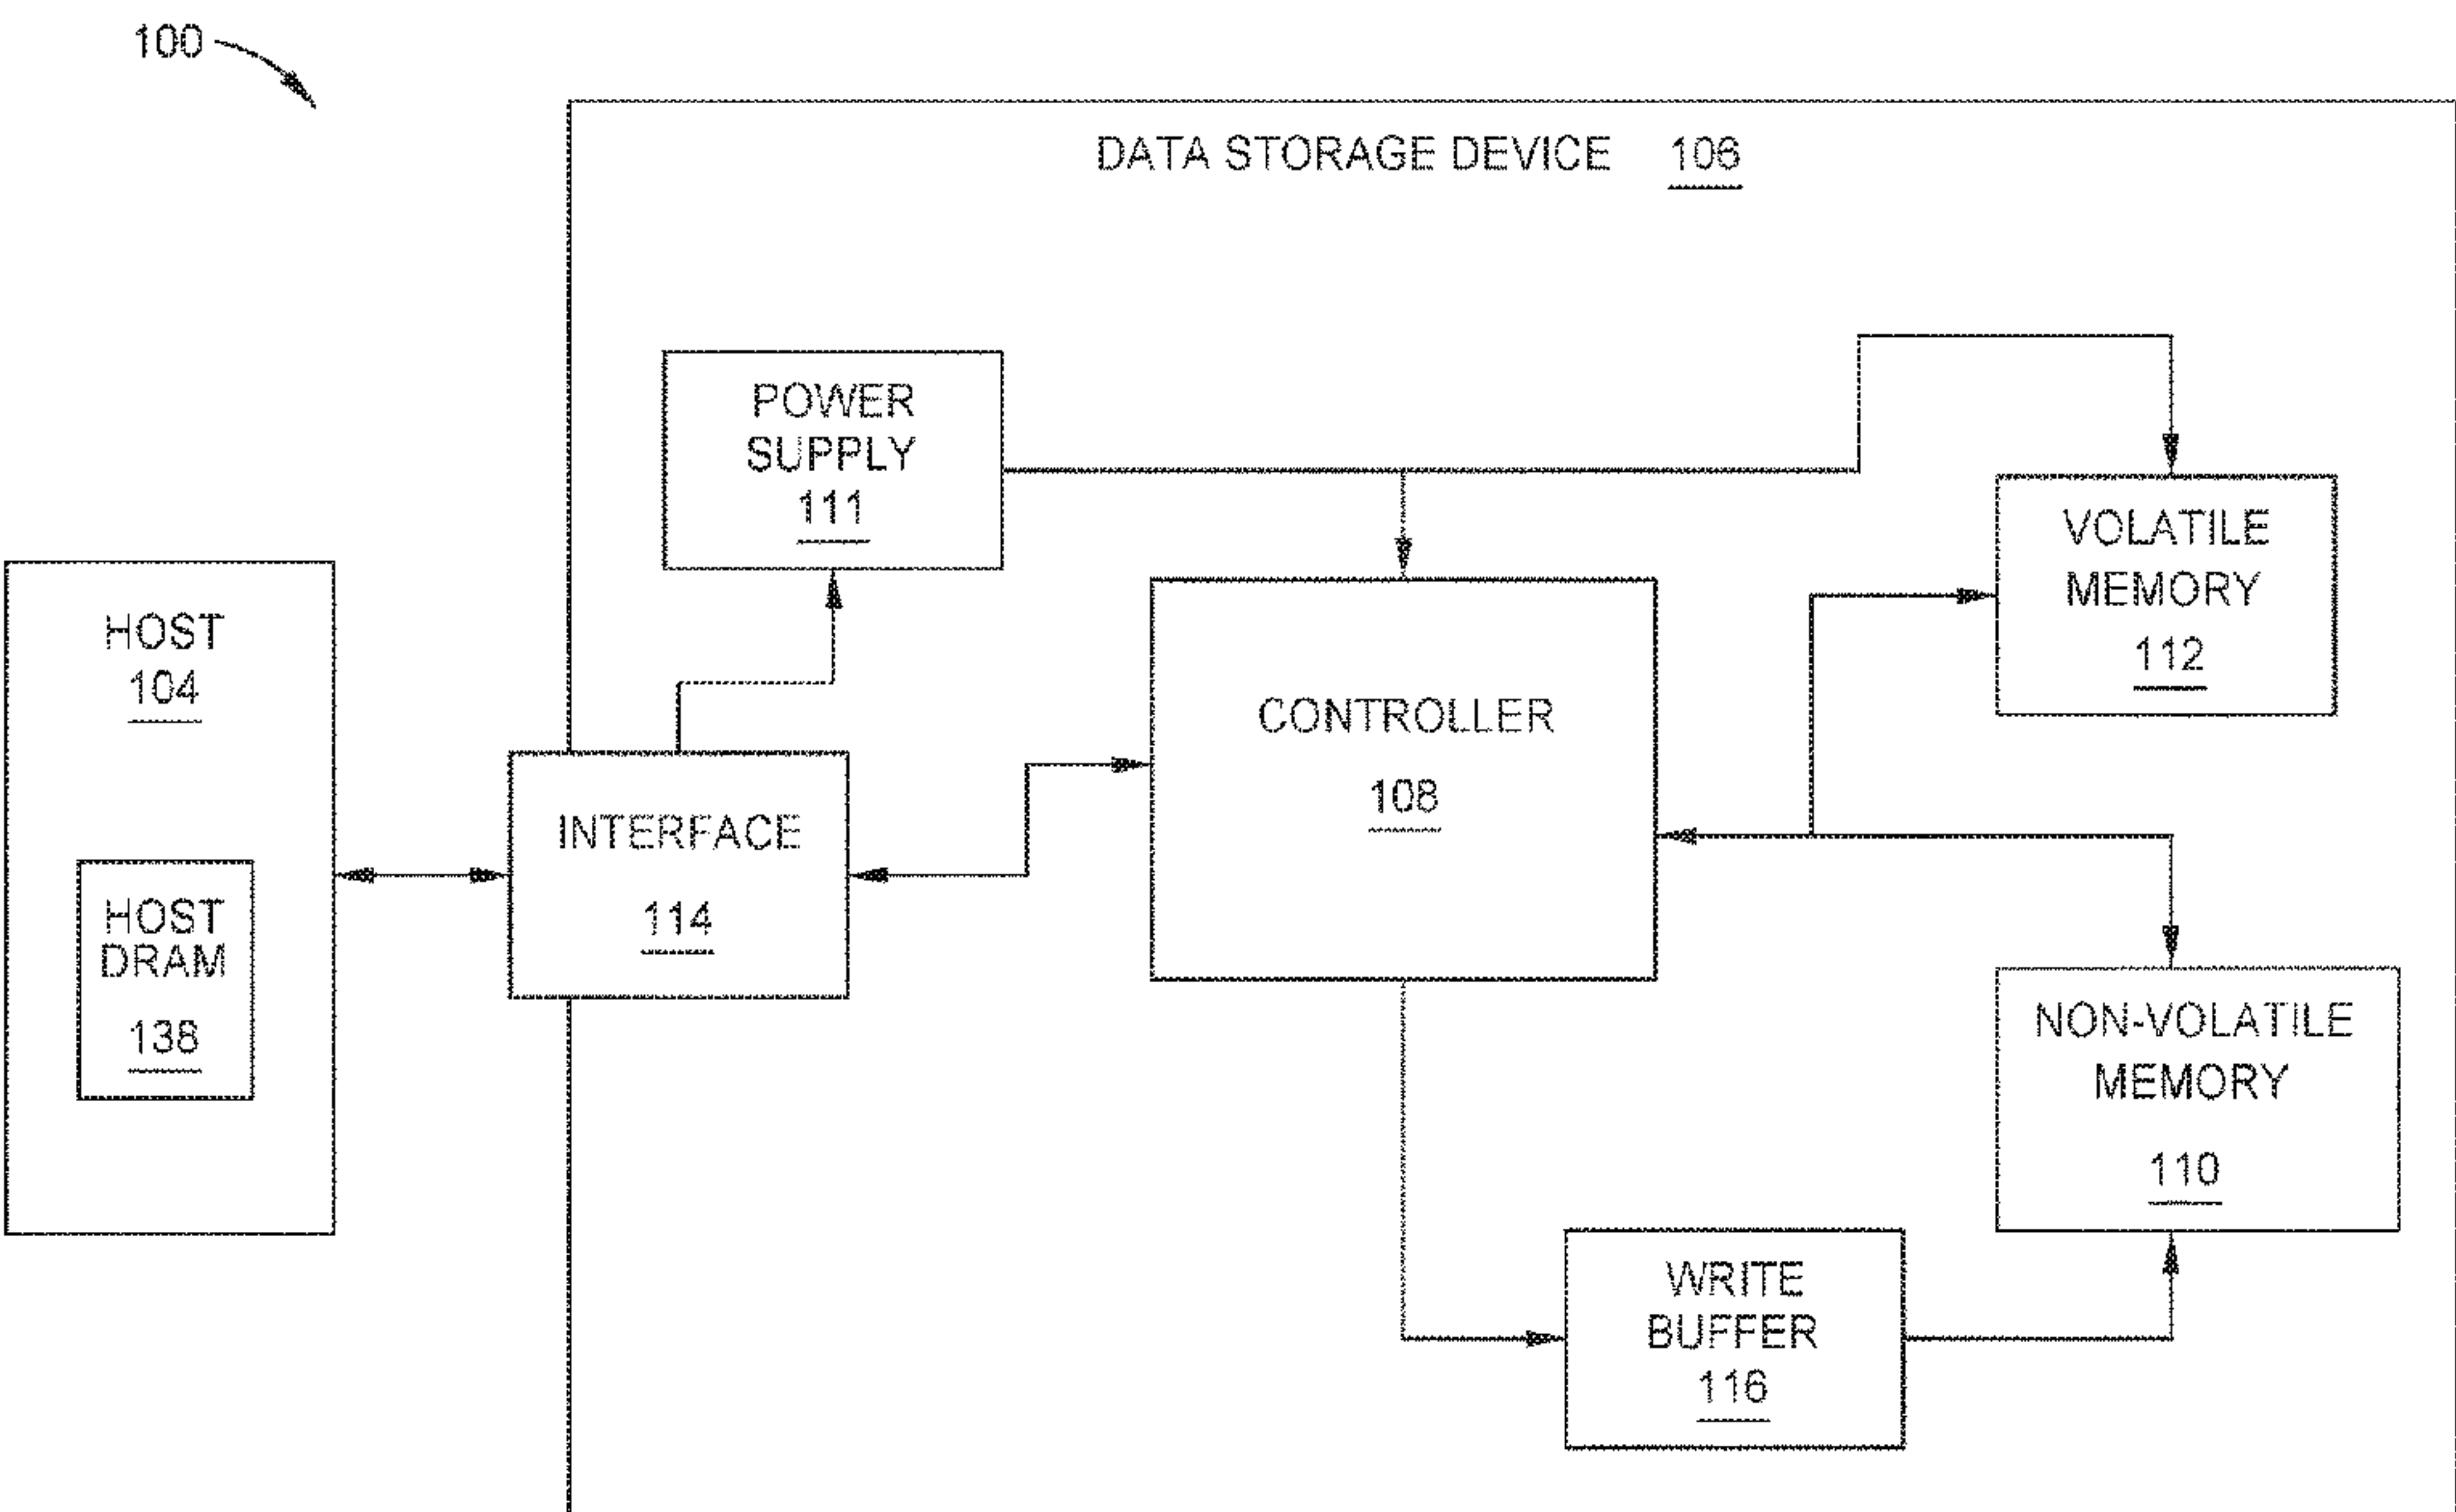 100
DATA STORAGE DEVICE 106
POWER
SUPPLY
111
VOLATILE
MEMORY
112
HOST
104
CONTROLLER
108
INTERFACE
114
HOST
DRAM
138
NON-VOLATILE
MEMORY
110
WRITE
BUFFER
116